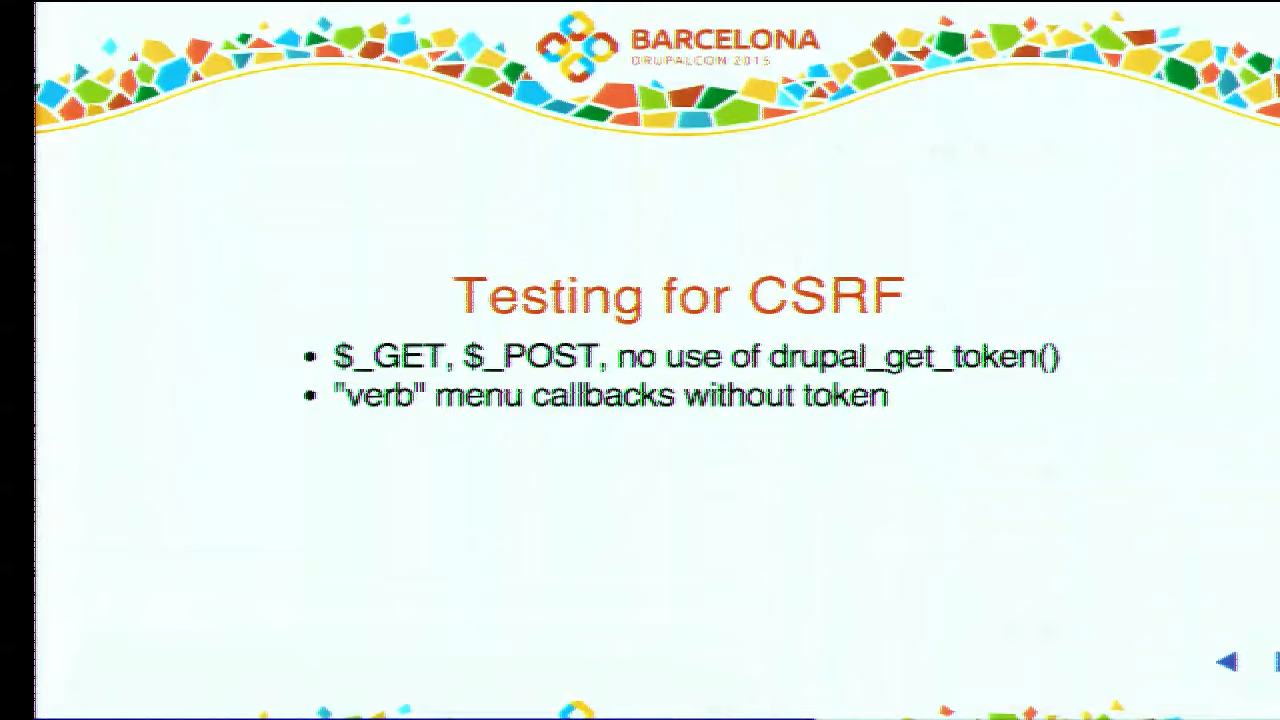 BARCELONA
DRUPALCON 2015
Testing for CSRF
• $_GET, $_POST, no use of drupal_get_token()
• "verb" menu callbacks without token